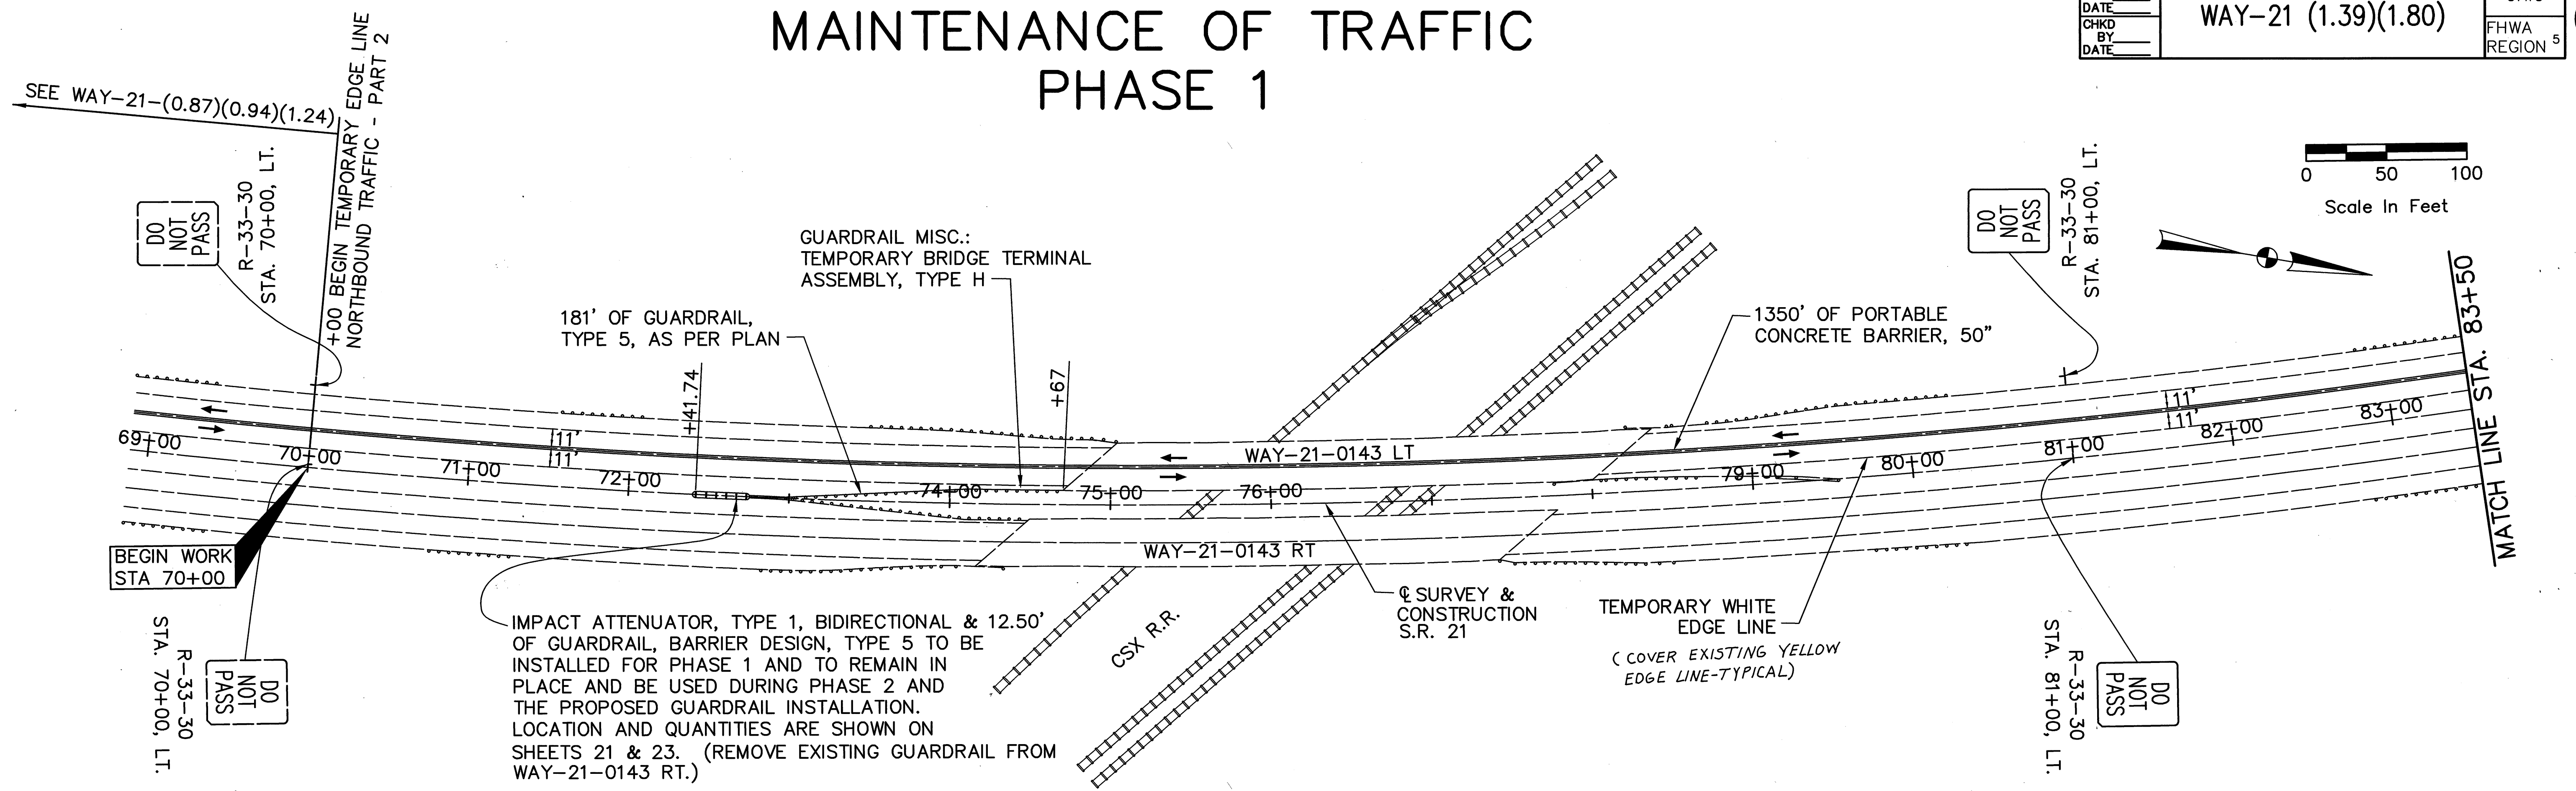 MAINTENANCE OF TRAFFIC
PHASE 1
DATE
CHKD
BY
DATE
WAY-21 (1.39)(1.80)
FHWA
REGION 5
SEE WAY-21-(0.87)(0.94)(1.24)
+00 BEGIN TEMPORARY EDGE LINE
NORTHBOUND TRAFFIC - PART 2
DO
NOT
PASS
R-33-30
STA. 70+00, LT.
GUARDRAIL MISC.:
TEMPORARY BRIDGE TERMINAL
ASSEMBLY, TYPE H
181' OF GUARDRAIL,
TYPE 5, AS PER PLAN
+41.74
+67
1350' OF PORTABLE
CONCRETE BARRIER, 50"
DO
NOT
PASS
R-33-30
STA. 81+00, LT.
0 50 100
Scale In Feet
MATCH LINE STA. 83+50
69+00
70+00
71+00
72+00
74+00
75+00
76+00
79+00
80+00
81+00
82+00
83+00
11'
11'
11'
11'
WAY-21-0143 LT
WAY-21-0143 RT
BEGIN WORK
STA 70+00
R-33-30
STA. 70+00, LT.
DO
NOT
PASS
IMPACT ATTENUATOR, TYPE 1, BIDIRECTIONAL & 12.50'
OF GUARDRAIL, BARRIER DESIGN, TYPE 5 TO BE
INSTALLED FOR PHASE 1 AND TO REMAIN IN
PLACE AND BE USED DURING PHASE 2 AND
THE PROPOSED GUARDRAIL INSTALLATION.
LOCATION AND QUANTITIES ARE SHOWN ON
SHEETS 21 & 23. (REMOVE EXISTING GUARDRAIL FROM
WAY-21-0143 RT.)
CSX R.R.
℄ SURVEY &
CONSTRUCTION
S.R. 21
TEMPORARY WHITE
EDGE LINE
(COVER EXISTING YELLOW
EDGE LINE-TYPICAL)
R-33-30
STA. 81+00, LT.
DO
NOT
PASS